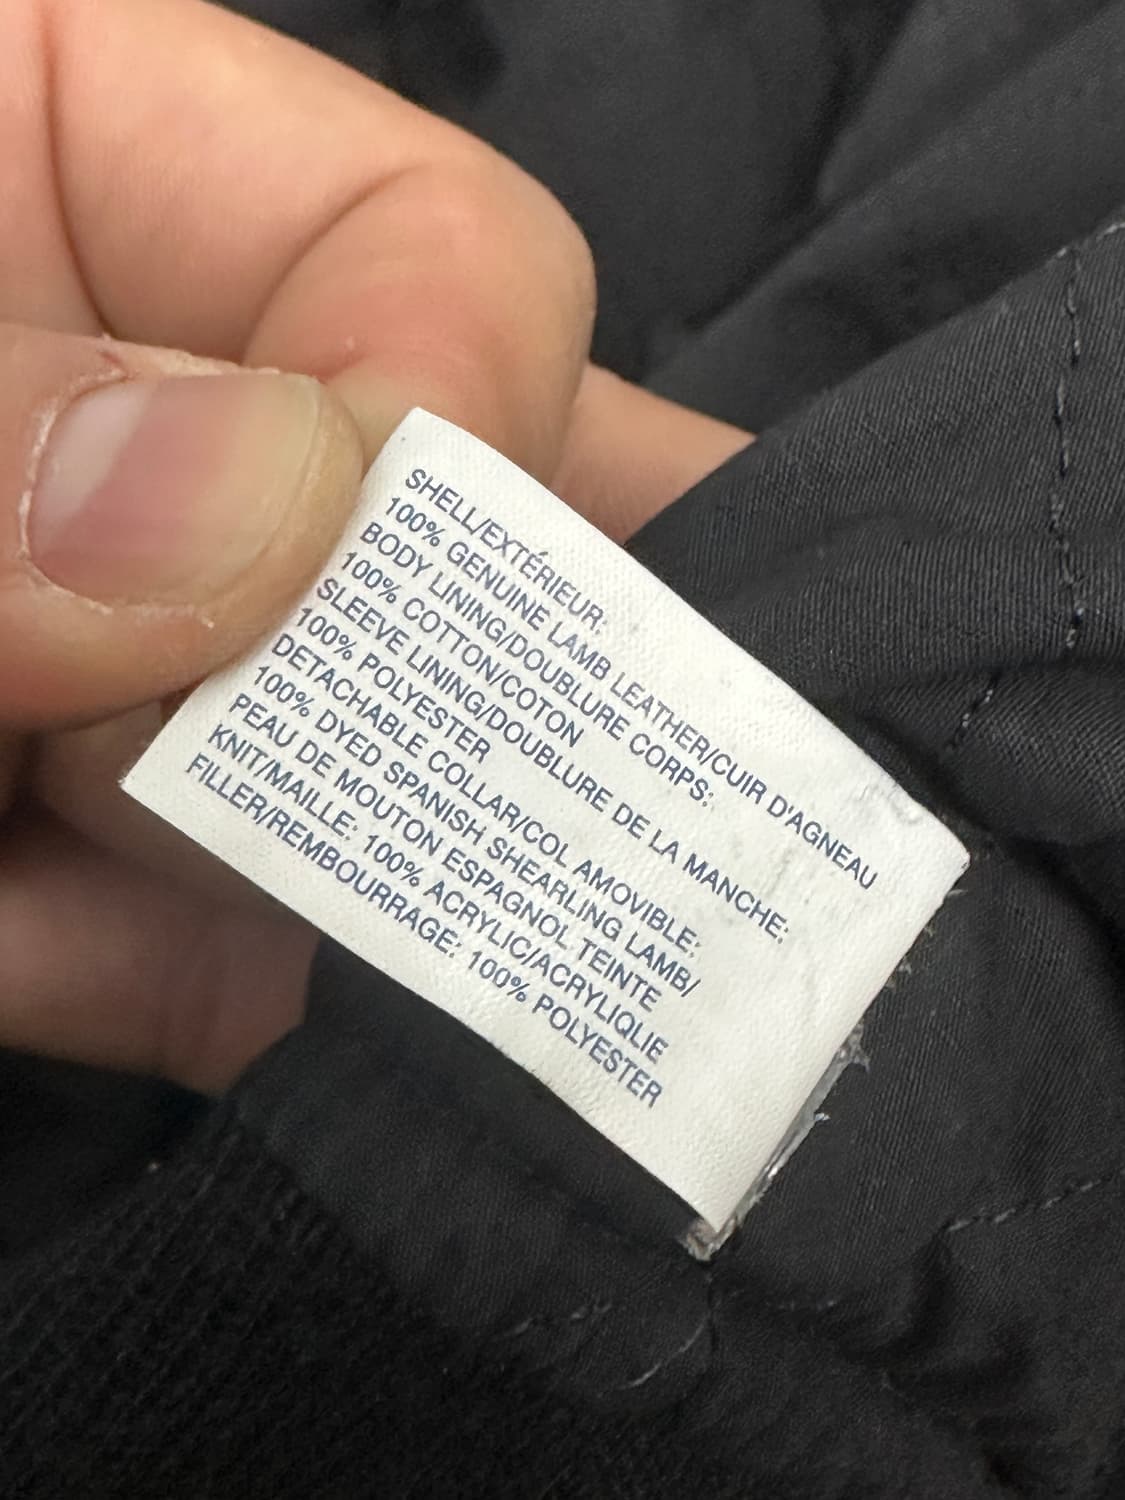 SHELL/EXTÉRIEUR:
100% GENUINE LAMB LEATHER/CUIR D'AGNEAU
BODY LINING/DOUBLURE CORPS:
100% COTTON/COTON
SLEEVE LINING/DOUBLURE DE LA MANCHE:
100% POLYESTER
DETACHABLE COLLAR/COL AMOVIBLE:
100% DYED SPANISH SHEARLING LAMB/
PEAU DE MOUTON ESPAGNOL TEINTE
KNIT/MAILLE: 100% ACRYLIC/ACRYLIQLIE
FILLER/REMBOURRAGE: 100% POLYESTER